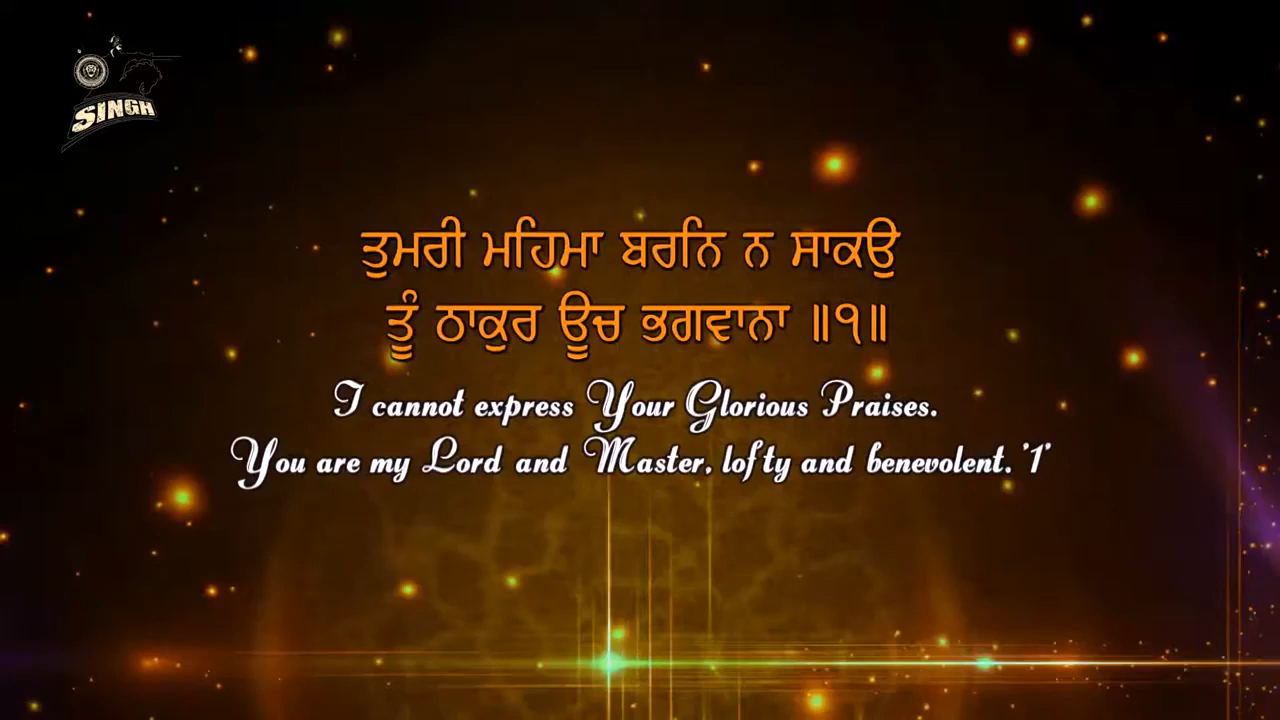 SINGH
ਤੁਮਰੀ ਮਹਿਮਾ ਬਰਨਿ ਨ ਸਾਕਉ
ਤੂੰ ਠਾਕੁਰ ਊਚ ਭਗਵਾਨਾ ॥੧॥
I cannot express Your Glorious Praises.
You are my Lord and Master, lofty and benevolent. '1'